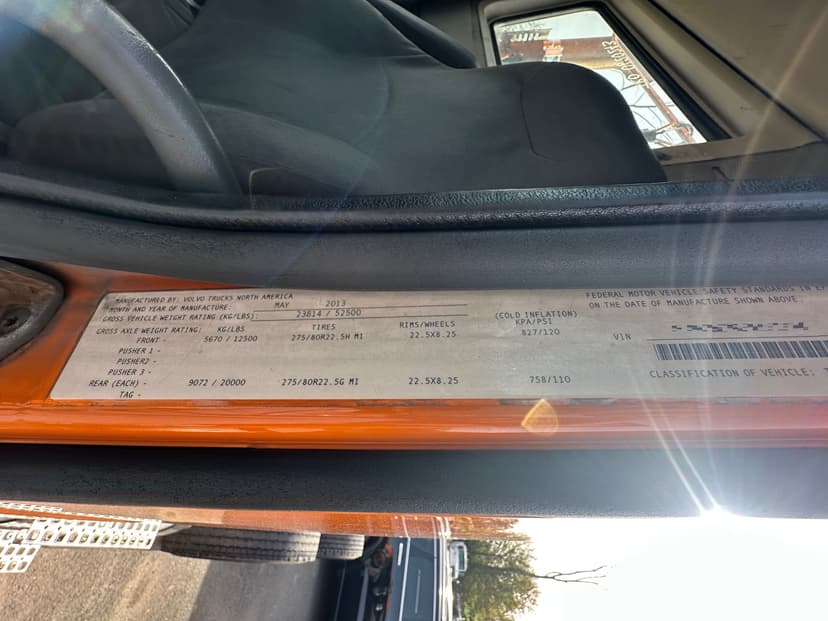 MANUFACTURED BY: VOLVO TRUCKS NORTH AMERICA
MONTH AND YEAR OF MANUFACTURE: MAY 2013
GROSS VEHICLE WEIGHT RATING (KG/LBS) 23814 / 52500
GROSS AXLE WEIGHT RATING: KG/LBS TIRES RIMS/WHEELS (COLD INFLATION) KPA/PSI
FRONT - 5670 / 12500 275/80R22.5H MI 22.5X8.25 827/120
PUSHER 1 -
PUSHER2 -
PUSHER 3 -
REAR (EACH) - 9072 / 20000 275/80R22.5G MI 22.5X8.25 758/110
TAG -
FEDERAL MOTOR VEHICLE SAFETY STANDARDS IN
ON THE DATE OF MANUFACTURE SHOWN ABOVE.
VIN
CLASSIFICATION OF VEHICLE: